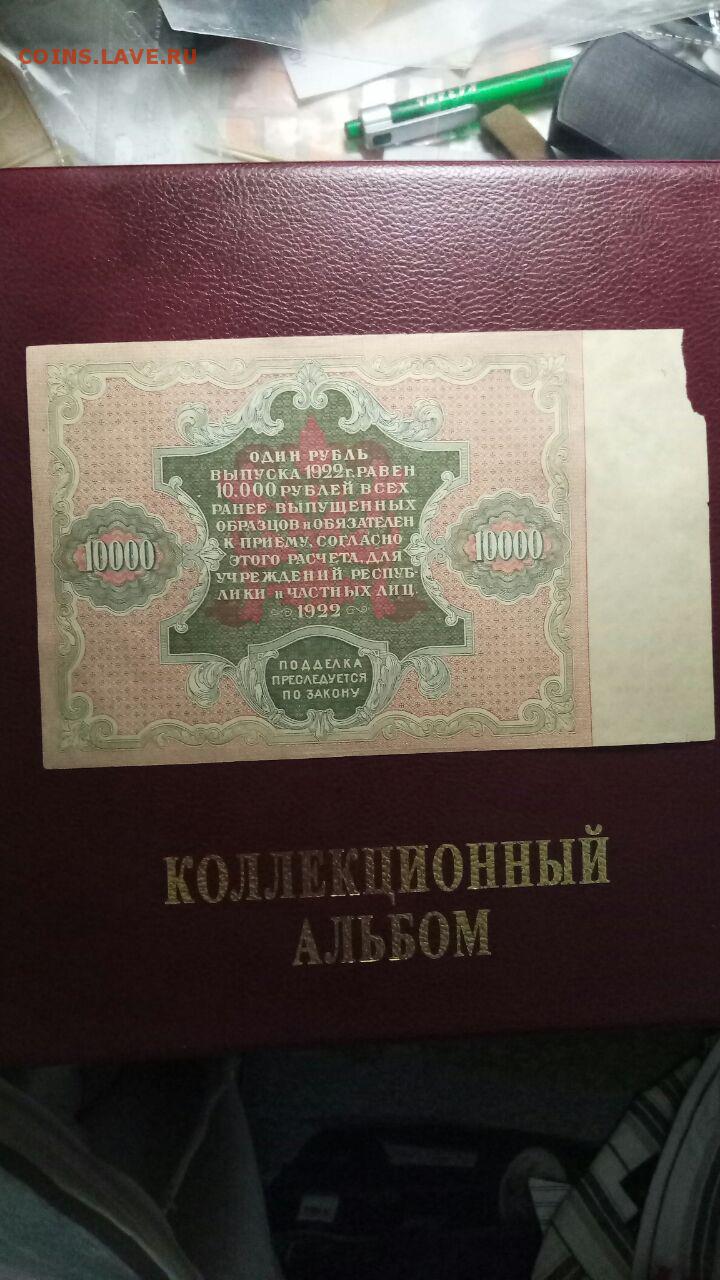 COINS.LAVE.RU
ОДИН РУБЛЬ
ВЫПУСКА 1922 г. РАВЕН
10.000 РУБЛЕЙ ВСЕХ
РАНЕЕ ВЫПУЩЕННЫХ
ОБРАЗЦОВ и ОБЯЗАТЕЛЕН
К ПРИЕМУ, СОГЛАСНО
ЭТОГО РАСЧЕТА, ДЛЯ
УЧРЕЖДЕНИЙ РЕСПУБ-
ЛИКИ и ЧАСТНЫХ ЛИЦ.
1922
10000
10000
ПОДДЕЛКА
ПРЕСЛЕДУЕТСЯ
ПО ЗАКОНУ
КОЛЛЕКЦИОННЫЙ
АЛЬБОМ